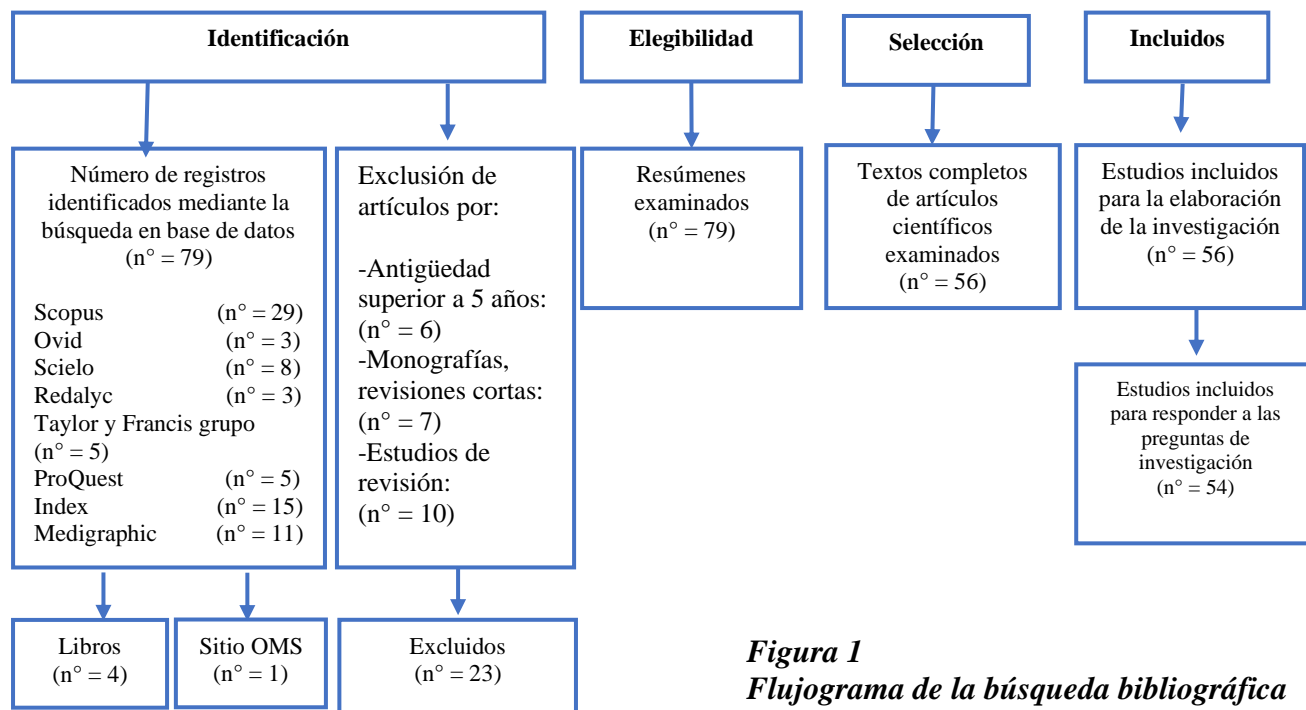 Identificación
Número de registros
identificados mediante la
búsqueda en base de datos
(n° = 79)
Scopus (n° = 29)
Ovid (n° = 3)
Scielo (n° = 8)
Redalyc (n° = 3)
Taylor y Francis grupo
(n° = 5)
ProQuest (n° = 5)
Index (n° = 15)
Medigraphic (n° = 11)
Libros
(n° = 4)
Sitio OMS
(n° = 1)
Exclusión de
artículos por:
-Antigüedad
superior a 5 años:
(n° = 6)
-Monografías,
revisiones cortas:
(n° = 7)
-Estudios de
revisión:
(n° = 10)
Excluidos
(n° = 23)
Elegibilidad
Resúmenes
examinados
(n° = 79)
Selección
Textos completos
de artículos
científicos
examinados
(n° = 56)
Incluidos
Estudios incluidos
para la elaboración
de la investigación
(n° = 56)
Estudios incluidos
para responder a las
preguntas de
investigación
(n° = 54)
Figura 1
Flujograma de la búsqueda bibliográfica